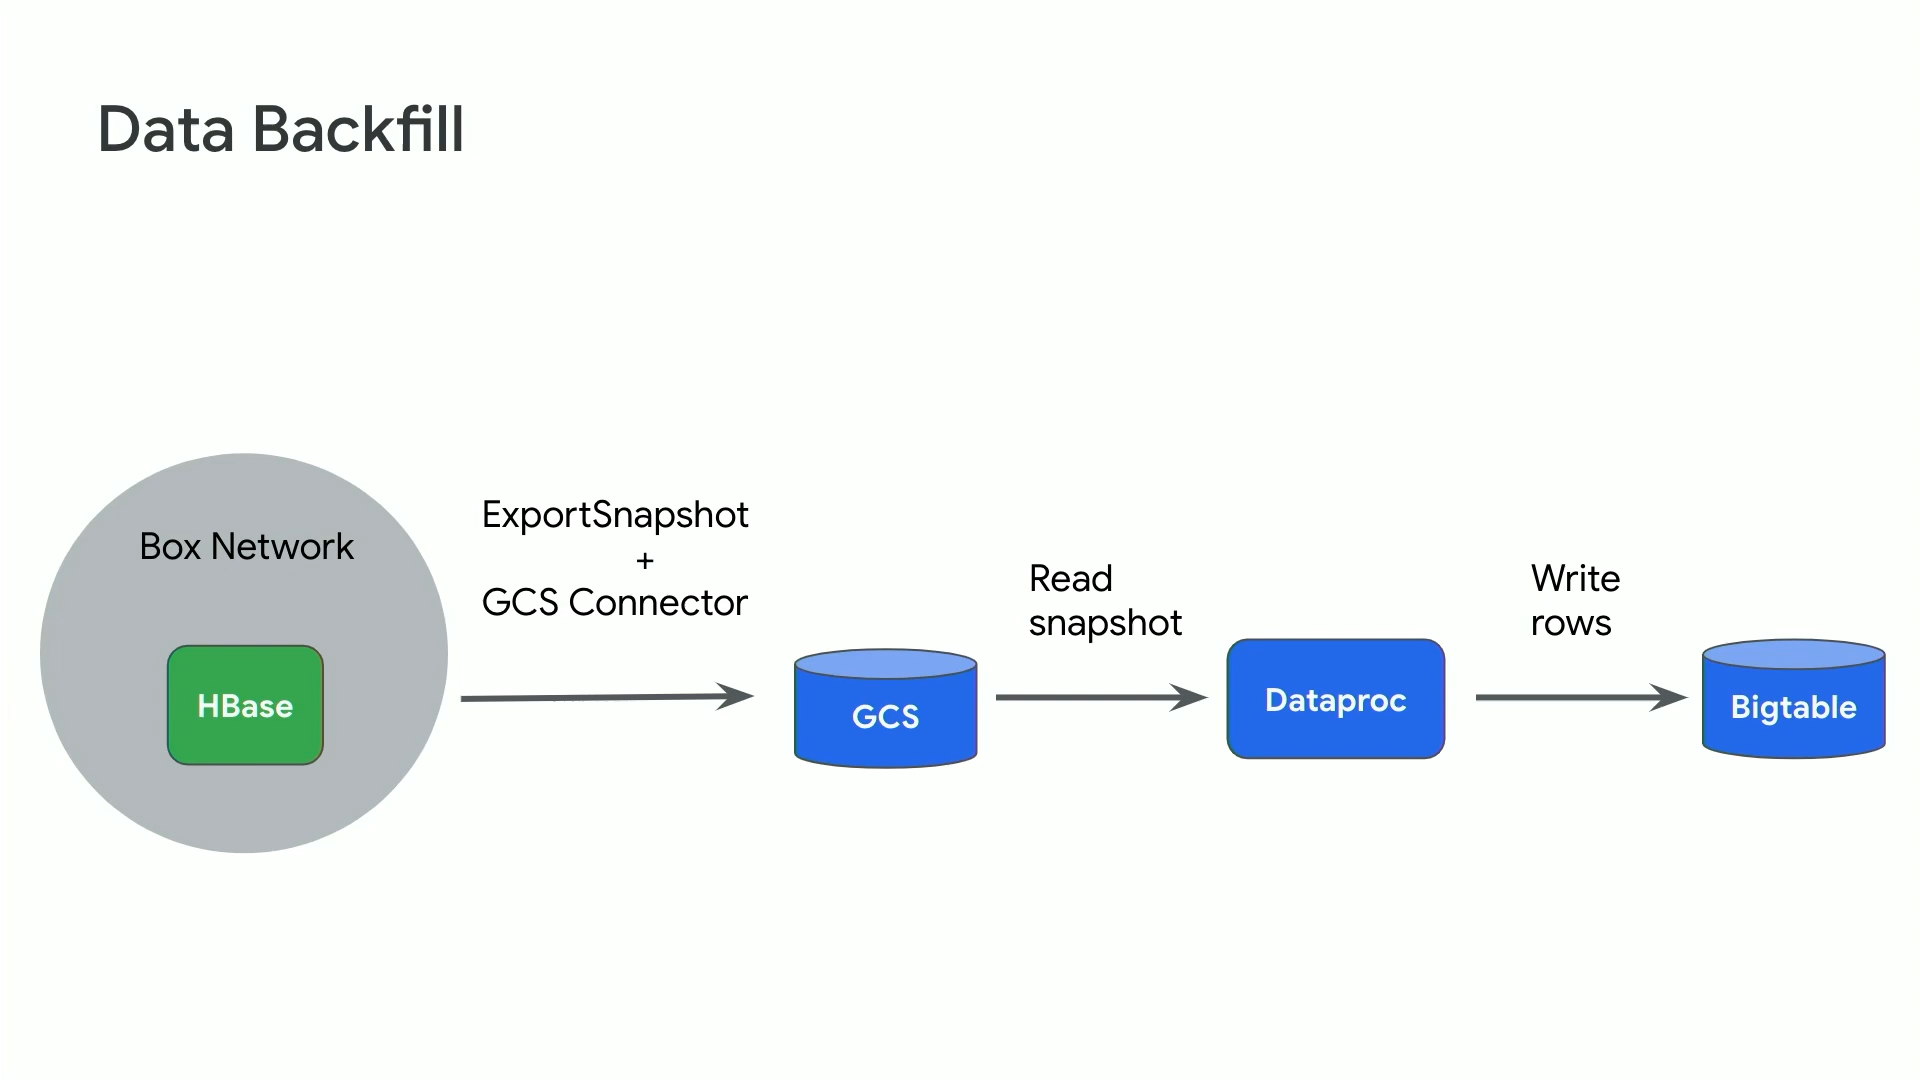 Data Backfill
Box Network
HBase
ExportSnapshot
+
GCS Connector
GCS
Read
snapshot
Dataproc
Write
rows
Bigtable